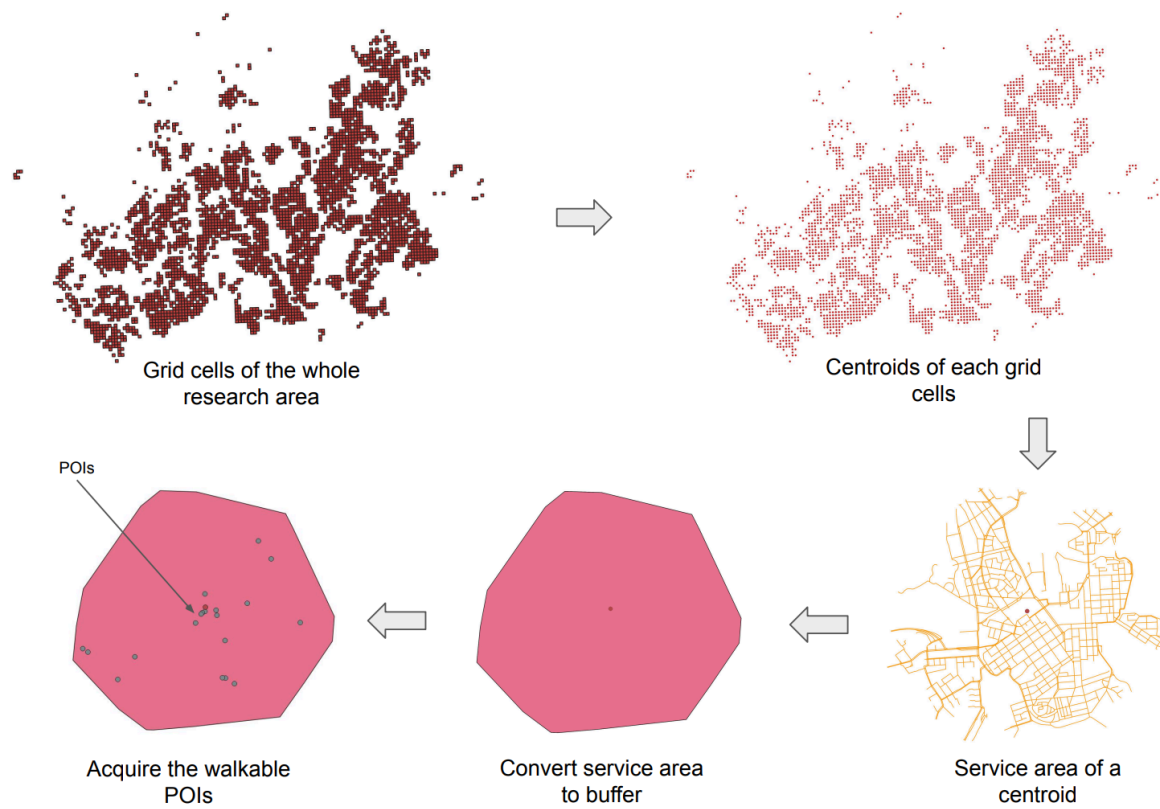 Grid cells of the whole
research area
Centroids of each grid
cells
POIs
Acquire the walkable
POIs
Convert service area
to buffer
Service area of a
centroid